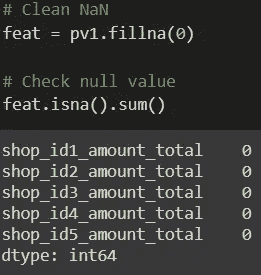 # Clean NaN
feat = pv1.fillna(0)
# Check null value
feat.isna().sum()
shop_id1_amount_total 0
shop_id2_amount_total 0
shop_id3_amount_total 0
shop_id4_amount_total 0
shop_id5_amount_total 0
dtype: int64